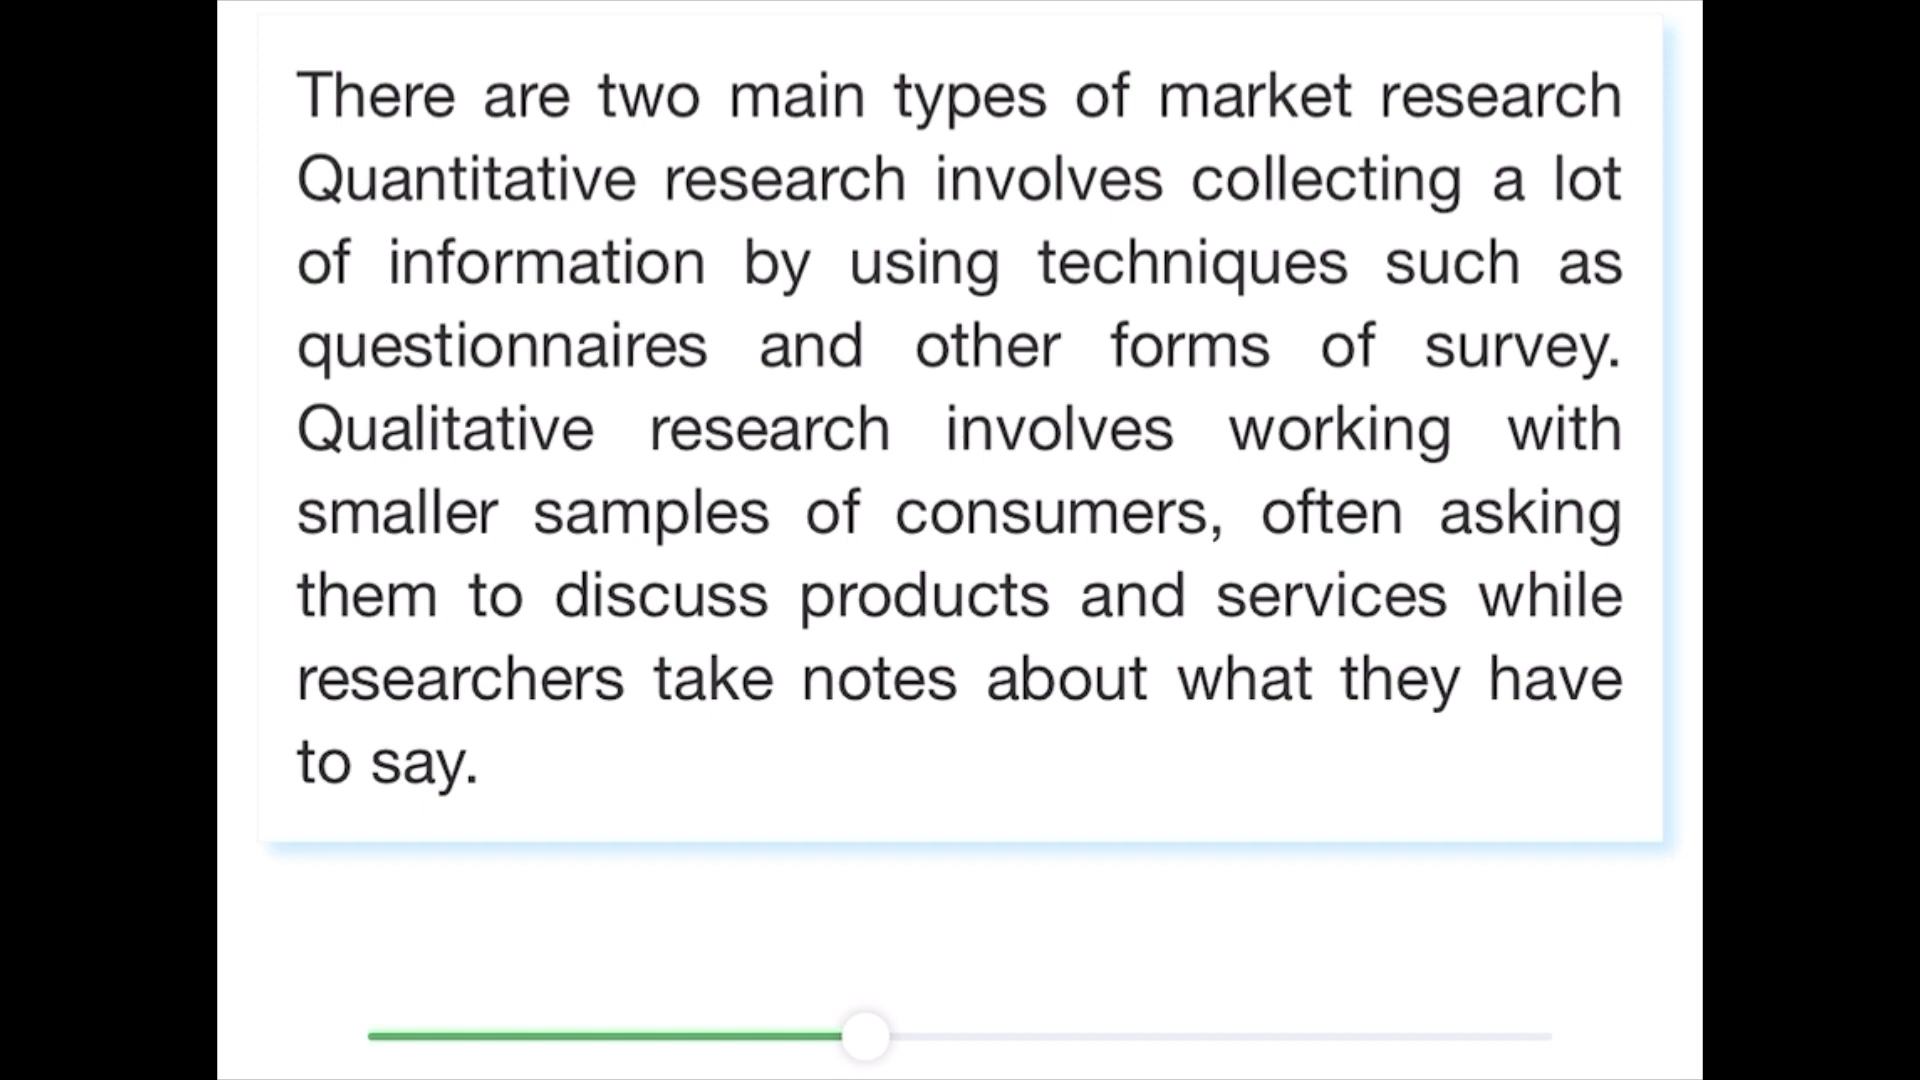 There are two main types of market research
Quantitative research involves collecting a lot
of information by using techniques such as
questionnaires and other forms of survey.
Qualitative research involves working with
smaller samples of consumers, often asking
them to discuss products and services while
researchers take notes about what they have
to say.